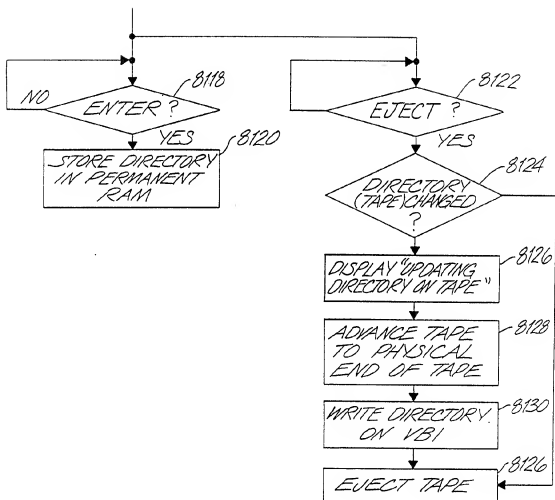 8118
NO
ENTER ?
YES
8120
STORE DIRECTORY
IN PERMANENT
RAM
8122
EJECT ?
YES
8124
DIRECTORY
(TAPE) CHANGED
?
8126
DISPLAY "UPDATING
DIRECTORY ON TAPE"
8128
ADVANCE TAPE
TO PHYSICAL
END OF TAPE
8130
WRITE DIRECTORY
ON VBI
8126
EJECT TAPE